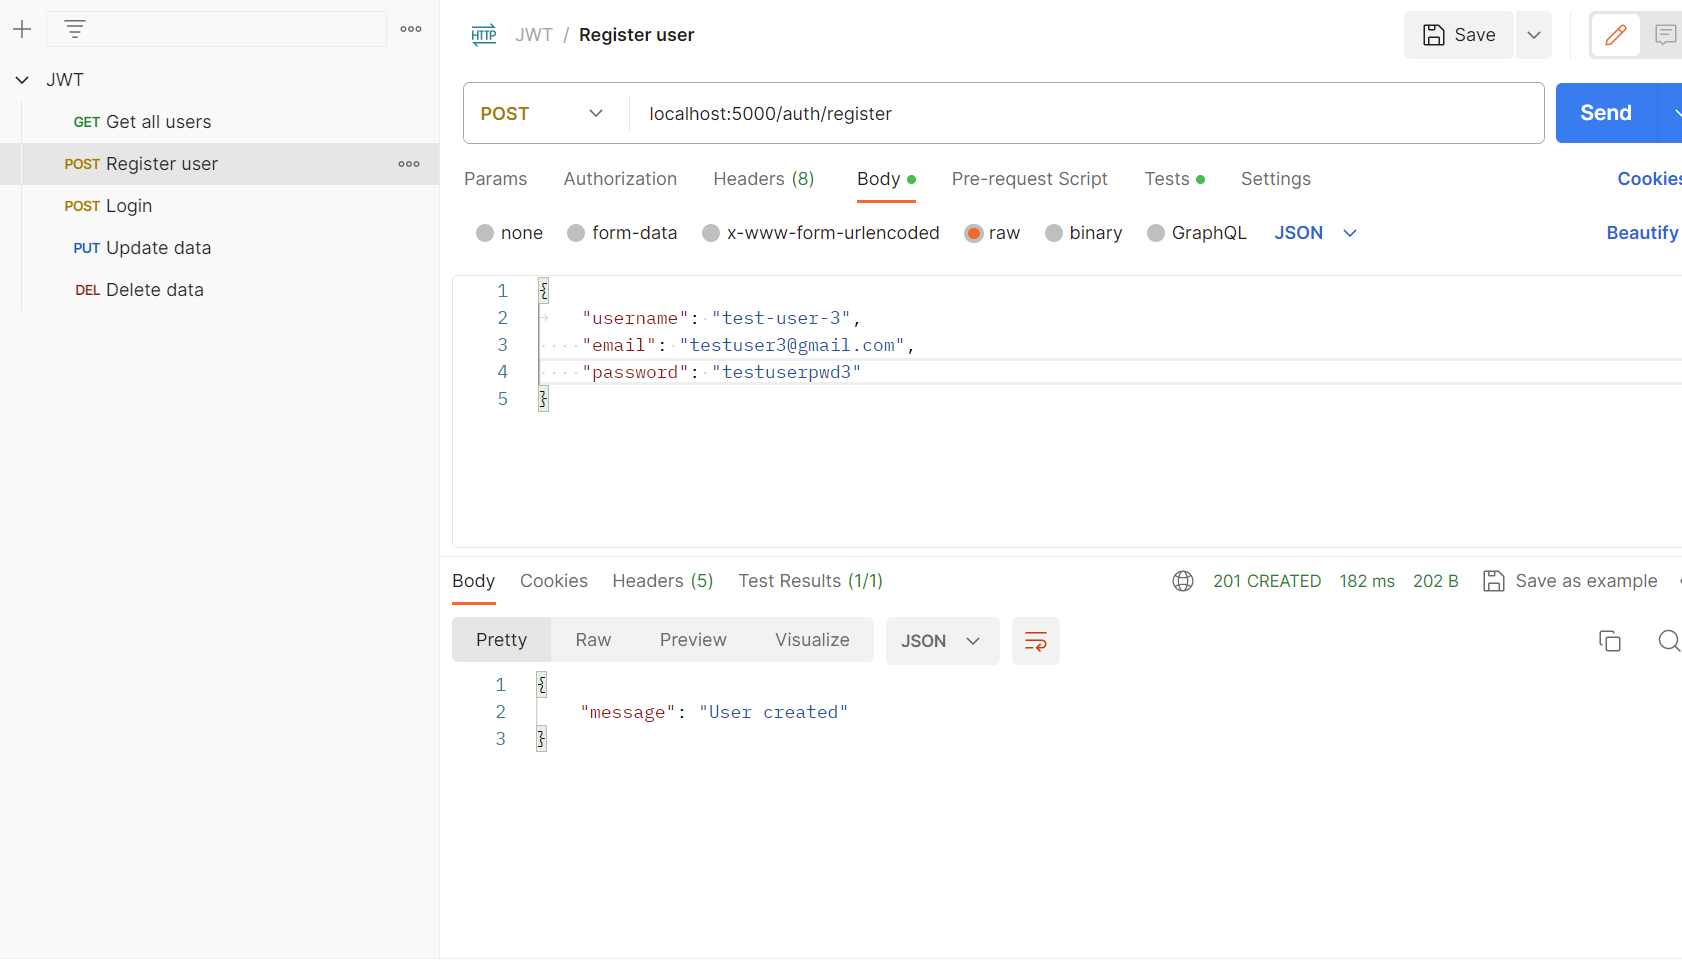 JWT
GET Get all users
POST Register user
POST Login
PUT Update data
DEL Delete data
HTTP JWT / Register user
Save
POST localhost:5000/auth/register
Send
Params Authorization Headers (8) Body Pre-request Script Tests Settings Cookies
none form-data x-www-form-urlencoded raw binary GraphQL JSON Beautify
1 {
2 "username": "test-user-3",
3 "email": "testuser3@gmail.com",
4 "password": "testuserpwd3"
5 }
Body Cookies Headers (5) Test Results (1/1) 201 CREATED 182 ms 202 B Save as example
Pretty Raw Preview Visualize JSON
1 {
2 "message": "User created"
3 }